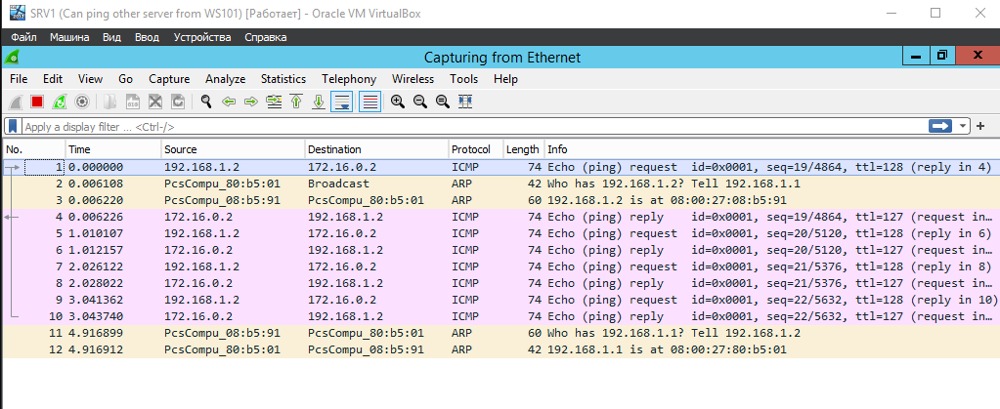 SRV1 (Can ping other server from WS101) [Работает] - Oracle VM VirtualBox
Файл Машина Вид Ввод Устройства Справка
Capturing from Ethernet
File Edit View Go Capture Analyze Statistics Telephony Wireless Tools Help
Apply a display filter ... <Ctrl-/>
No. Time Source Destination Protocol Length Info
1 0.000000 192.168.1.2 172.16.0.2 ICMP 74 Echo (ping) request id=0x0001, seq=19/4864, ttl=128 (reply in 4)
2 0.006108 PcsCompu_80:b5:01 Broadcast ARP 42 Who has 192.168.1.2? Tell 192.168.1.1
3 0.006220 PcsCompu_08:b5:91 PcsCompu_80:b5:01 ARP 60 192.168.1.2 is at 08:00:27:08:b5:91
4 0.006226 172.16.0.2 192.168.1.2 ICMP 74 Echo (ping) reply id=0x0001, seq=19/4864, ttl=127 (request in…
5 1.010107 192.168.1.2 172.16.0.2 ICMP 74 Echo (ping) request id=0x0001, seq=20/5120, ttl=128 (reply in 6)
6 1.012157 172.16.0.2 192.168.1.2 ICMP 74 Echo (ping) reply id=0x0001, seq=20/5120, ttl=127 (request in…
7 2.026122 192.168.1.2 172.16.0.2 ICMP 74 Echo (ping) request id=0x0001, seq=21/5376, ttl=128 (reply in 8)
8 2.028022 172.16.0.2 192.168.1.2 ICMP 74 Echo (ping) reply id=0x0001, seq=21/5376, ttl=127 (request in…
9 3.041362 192.168.1.2 172.16.0.2 ICMP 74 Echo (ping) request id=0x0001, seq=22/5632, ttl=128 (reply in 10)
10 3.043740 172.16.0.2 192.168.1.2 ICMP 74 Echo (ping) reply id=0x0001, seq=22/5632, ttl=127 (request in…
11 4.916899 PcsCompu_08:b5:91 PcsCompu_80:b5:01 ARP 60 Who has 192.168.1.1? Tell 192.168.1.2
12 4.916912 PcsCompu_80:b5:01 PcsCompu_08:b5:91 ARP 42 192.168.1.1 is at 08:00:27:80:b5:01